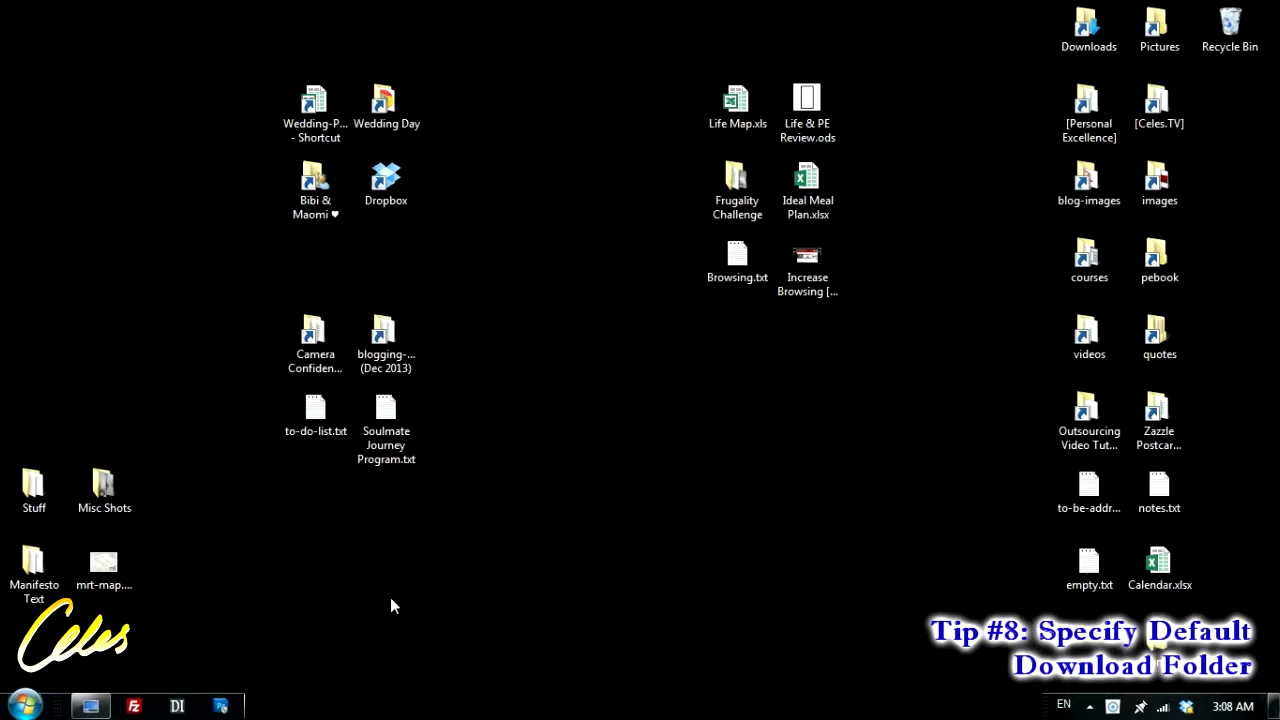 Downloads
Pictures
Recycle Bin
Wedding-P...
- Shortcut
Wedding Day
Life Map.xls
Life & PE
Review.ods
[Personal
Excellence]
[Celes.TV]
Bibi &
Maomi ♥
Dropbox
Frugality
Challenge
Ideal Meal
Plan.xlsx
blog-images
images
Browsing.txt
Increase
Browsing [...
courses
pebook
Camera
Confiden...
blogging-...
(Dec 2013)
videos
quotes
to-do-list.txt
Soulmate
Journey
Program.txt
Outsourcing
Video Tut...
Zazzle
Postcar...
Stuff
Misc Shots
to-be-addr...
notes.txt
Manifesto
Text
mrt-map....
empty.txt
Calendar.xlsx
Celes
Tip #8: Specify Default
Download Folder
Fz
DI
Ps
EN
3:08 AM